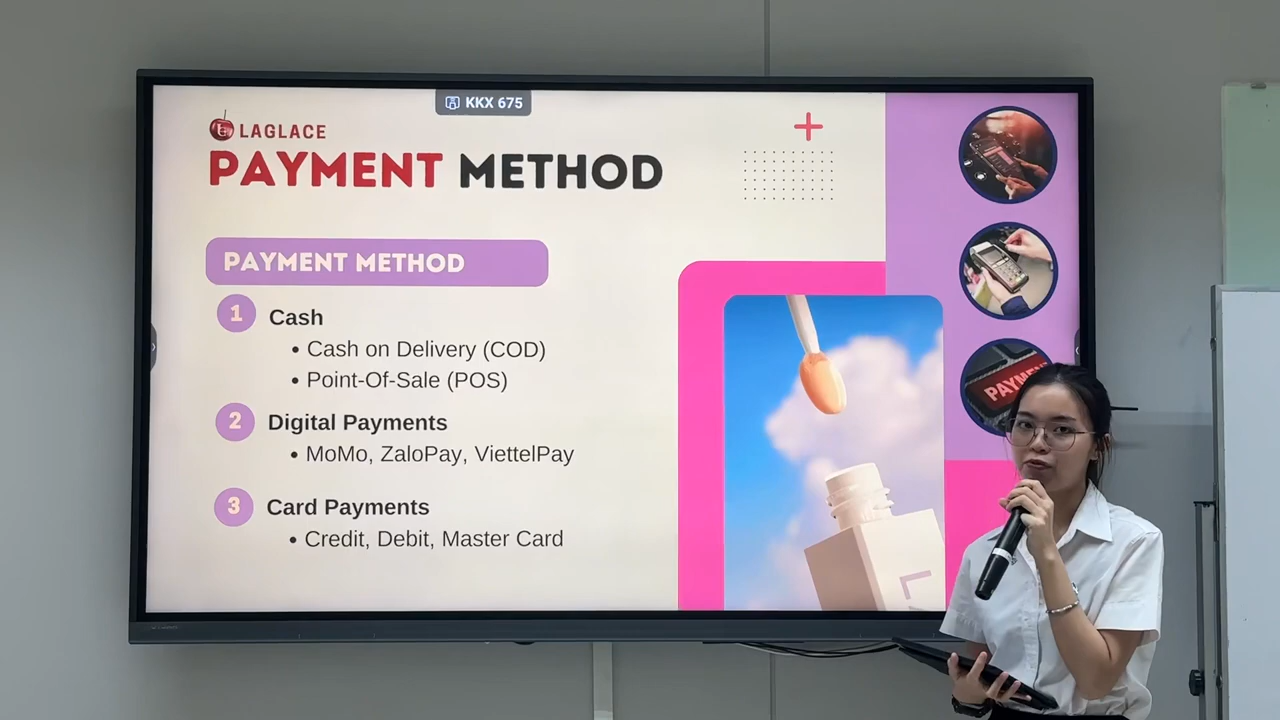 KKX 675
LAGLACE
PAYMENT METHOD
PAYMENT METHOD
1 Cash
• Cash on Delivery (COD)
• Point-Of-Sale (POS)
2 Digital Payments
• MoMo, ZaloPay, ViettelPay
3 Card Payments
• Credit, Debit, Master Card